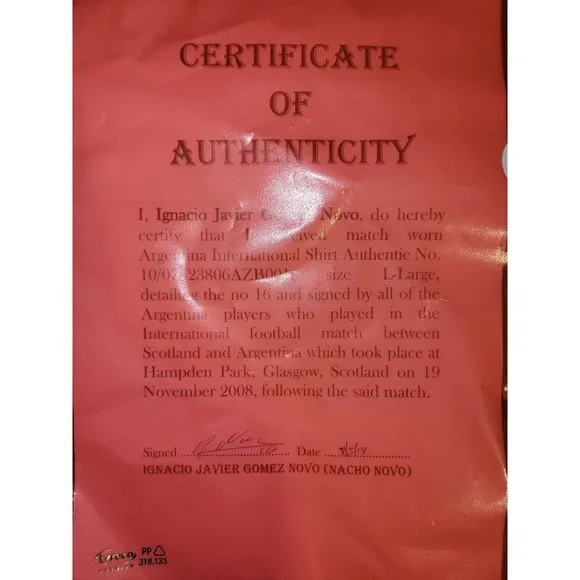 CERTIFICATE
OF
AUTHENTICITY
I, Ignacio Javier Novo, do hereby
certify that I match worn
Argentina International Shirt Authentic No.
size L-Large,
detailing the no 16 and signed by all of the
Argentina players who played in the
International football match between
Scotland and Argentina which took place at
Hampden Park, Glasgow, Scotland on 19
November 2008, following the said match.
Signed Date
IGNACIO JAVIER GOMEZ NOVO (NACHO NOVO)
PP
318.133